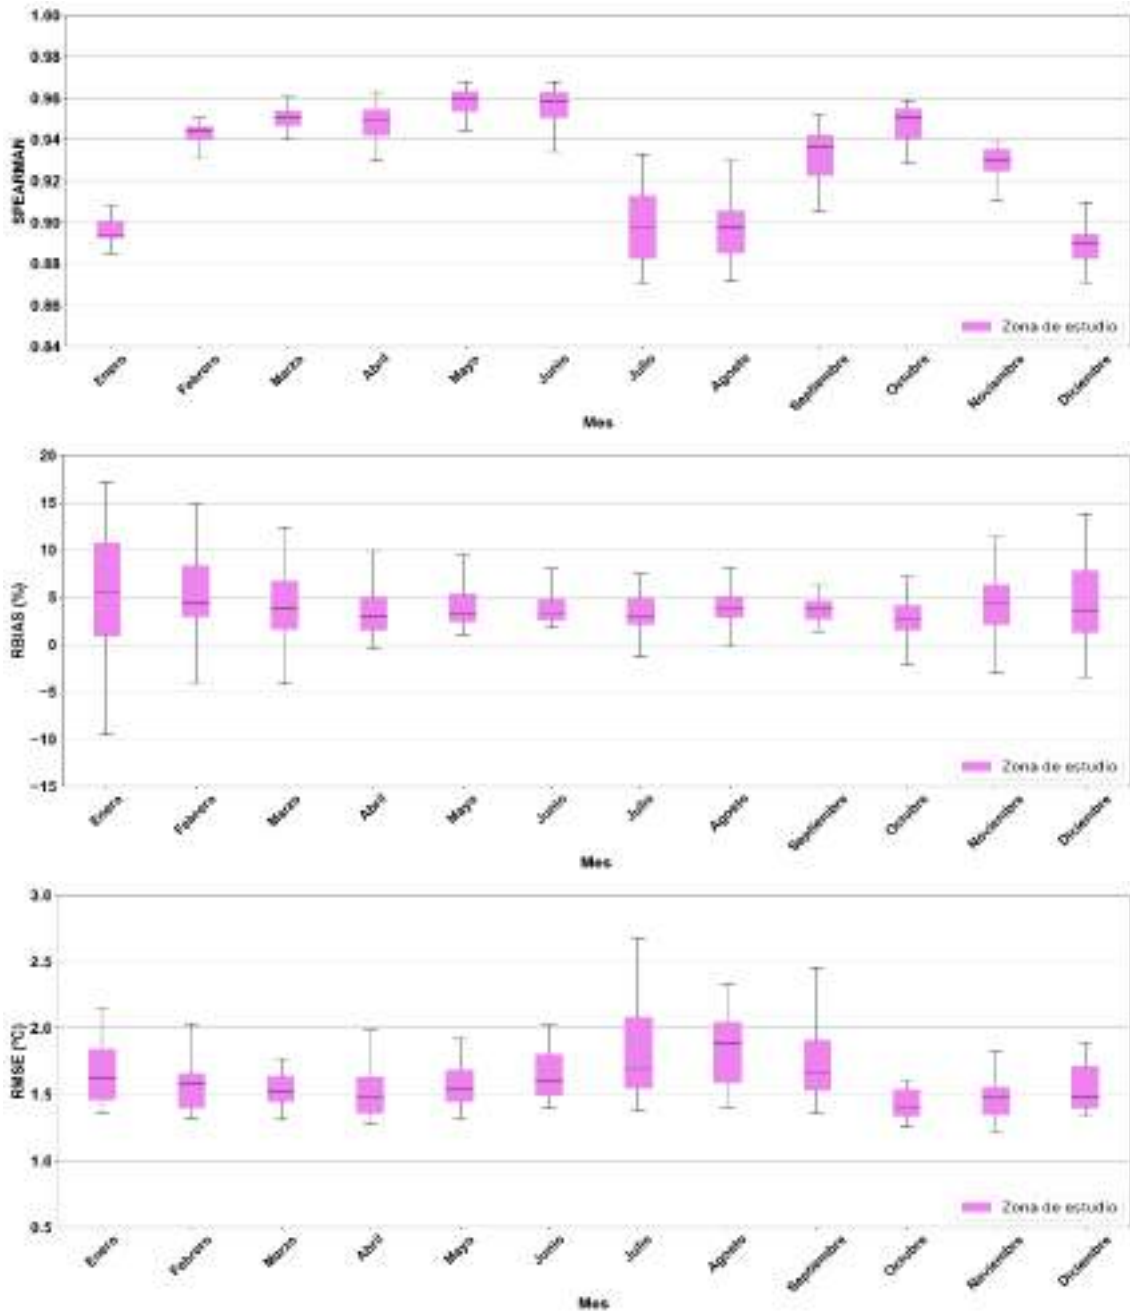 1.00
0.98
0.96
0.94
0.92
0.90
0.88
0.86
0.84
SPEARMAN
Zona de estudio
Enero Febrero Marzo Abril Mayo Junio Julio Agosto Septiembre Octubre Noviembre Diciembre
Mes
20
15
10
5
0
−5
−10
−15
RBIAS (%)
Zona de estudio
Enero Febrero Marzo Abril Mayo Junio Julio Agosto Septiembre Octubre Noviembre Diciembre
Mes
3.0
2.5
2.0
1.5
1.0
0.5
RMSE (ºC)
Zona de estudio
Enero Febrero Marzo Abril Mayo Junio Julio Agosto Septiembre Octubre Noviembre Diciembre
Mes